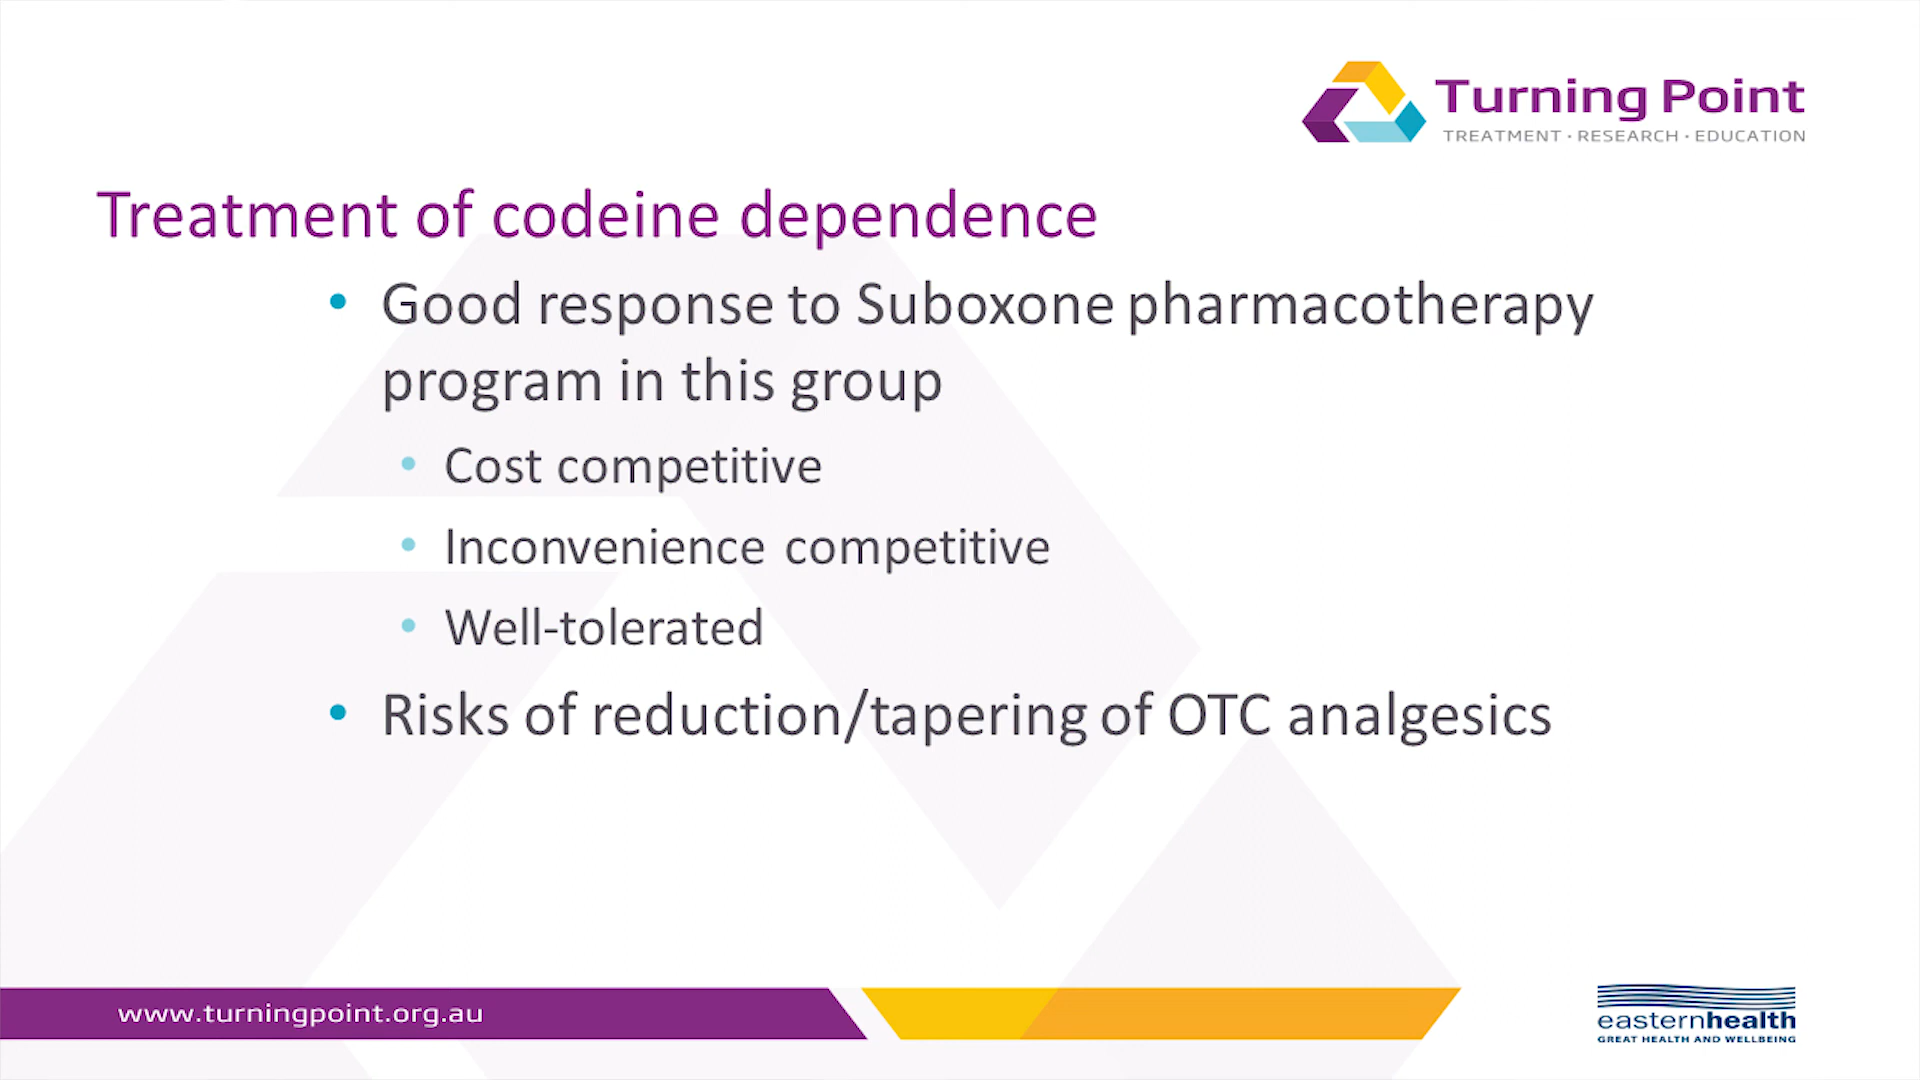 Turning Point
TREATMENT · RESEARCH · EDUCATION
Treatment of codeine dependence
• Good response to Suboxone pharmacotherapy
program in this group
• Cost competitive
• Inconvenience competitive
• Well-tolerated
• Risks of reduction/tapering of OTC analgesics
www.turningpoint.org.au
easternhealth
GREAT HEALTH AND WELLBEING